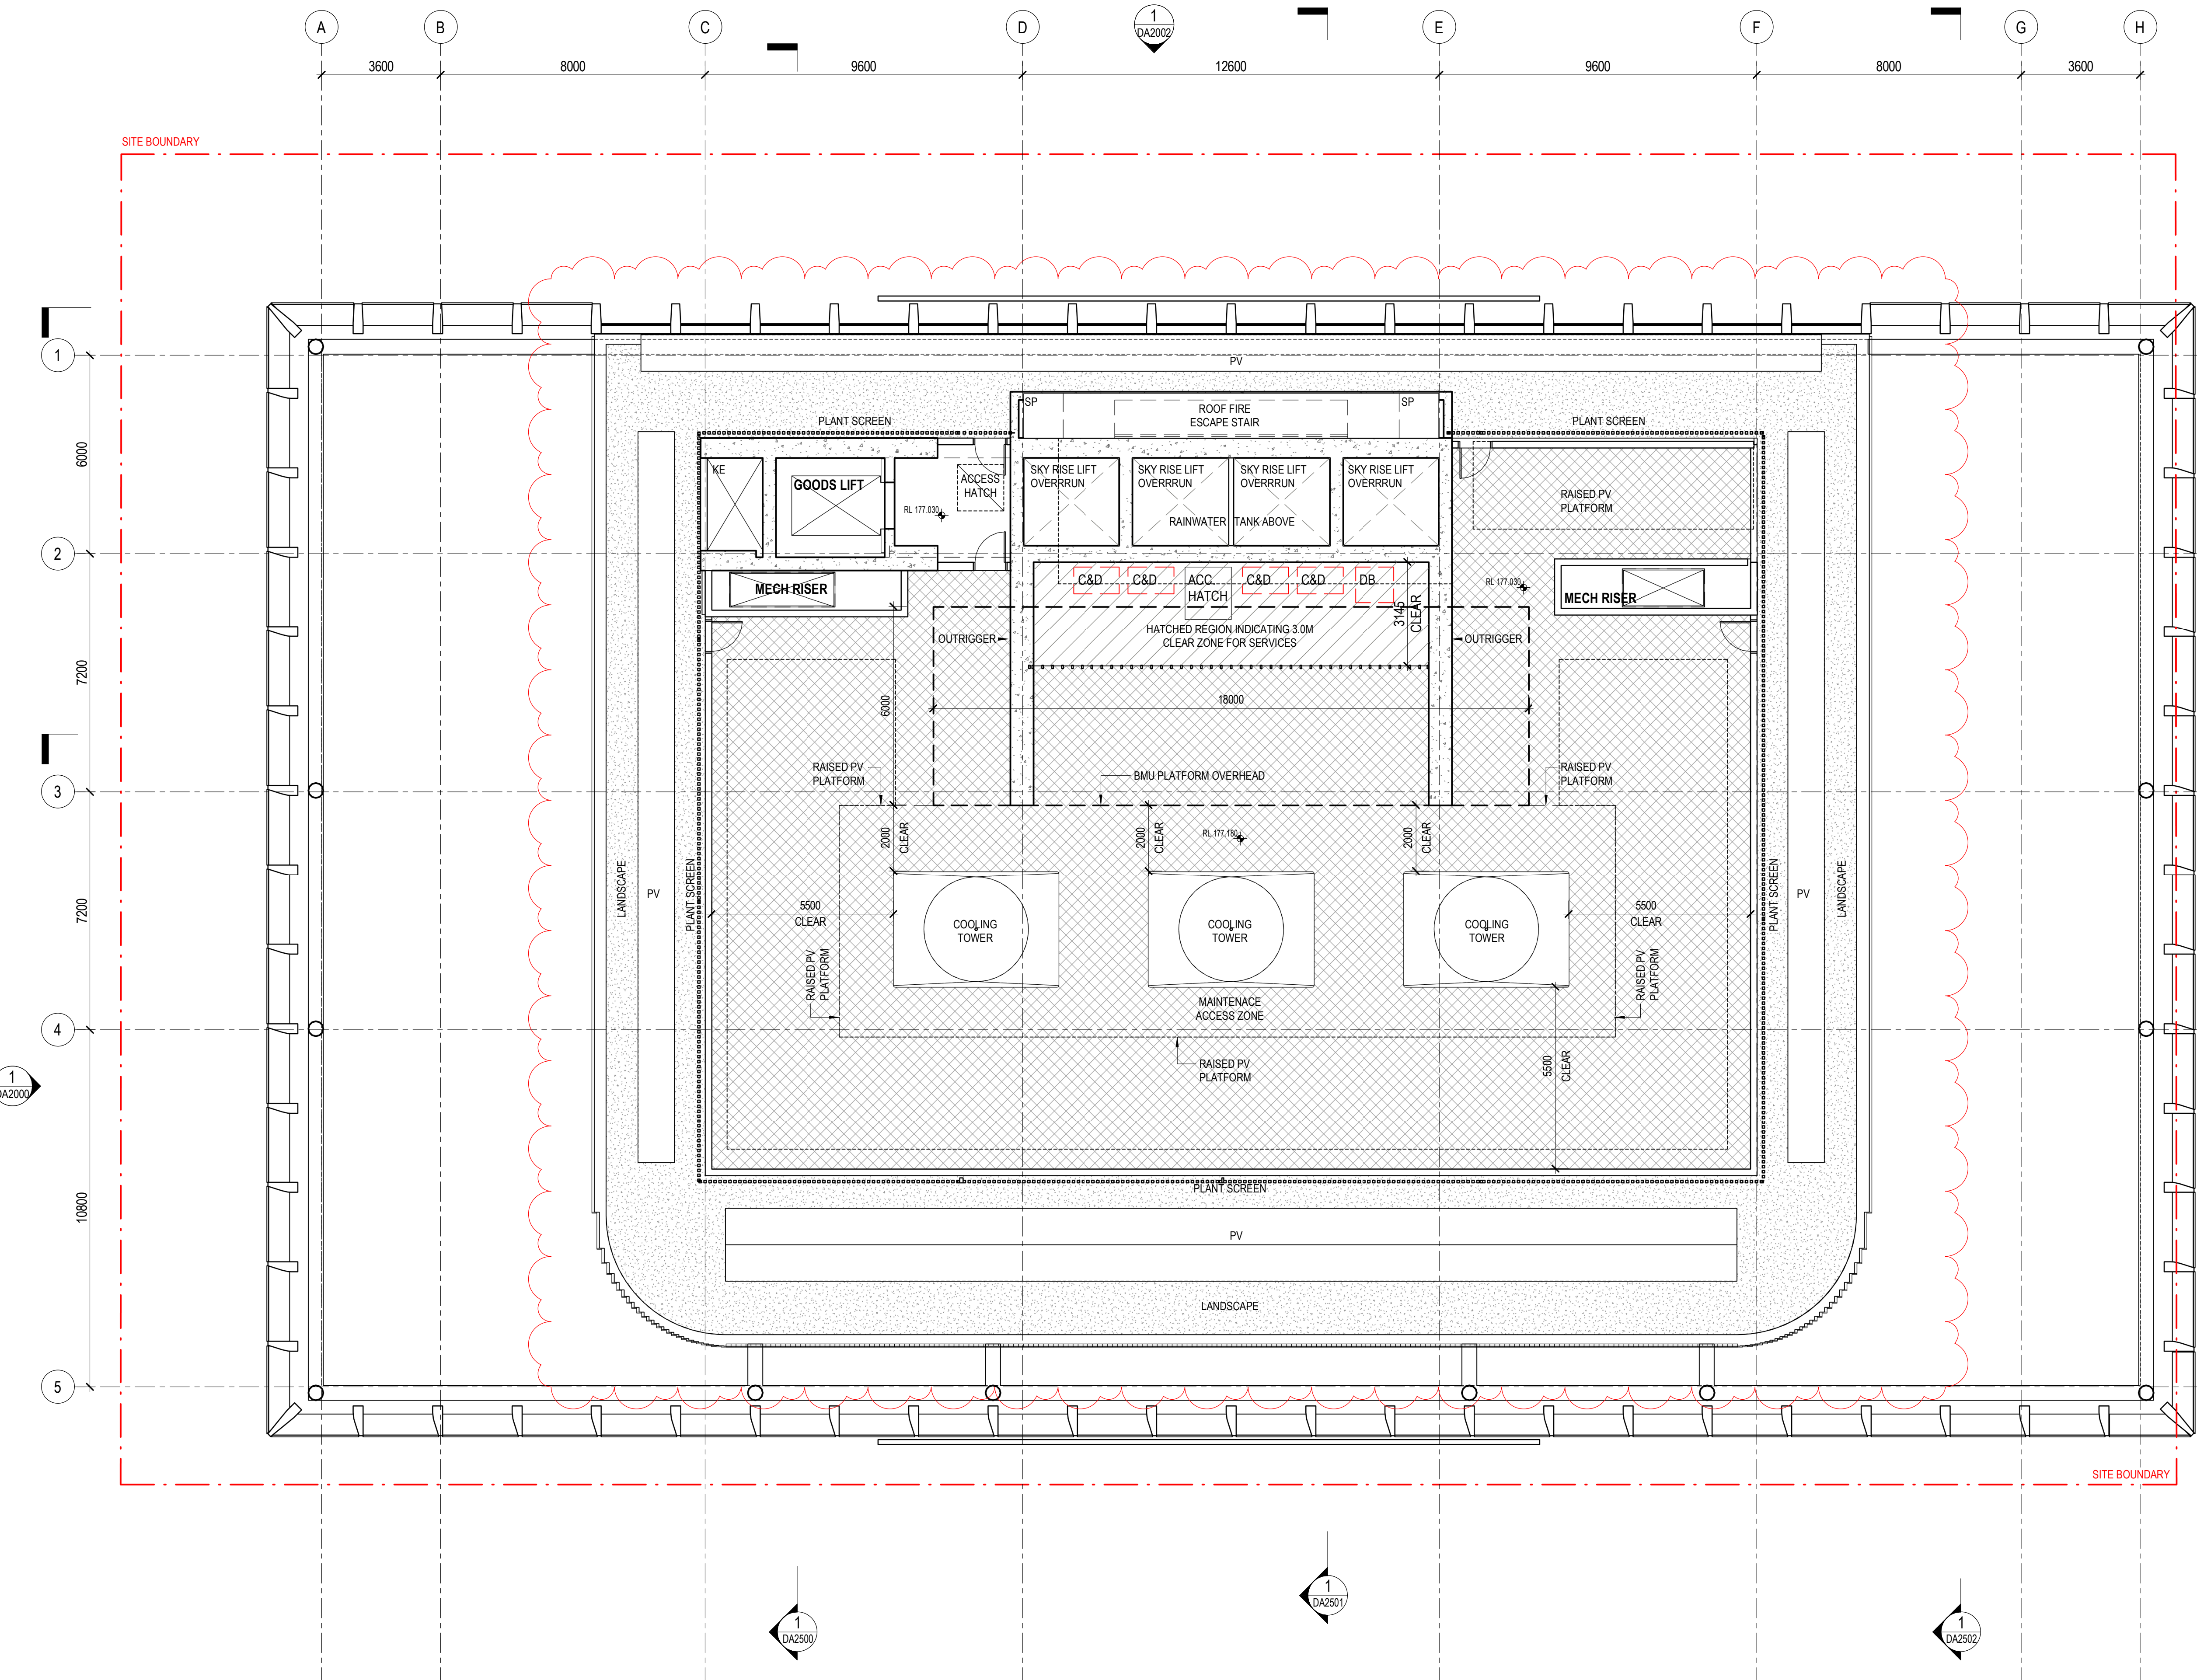 A
B
C
D
1
DA2002
E
F
G
H
3600
8000
9600
12600
9600
8000
3600
SITE BOUNDARY
1
PV
SP
ROOF FIRE
ESCAPE STAIR
SP
PLANT SCREEN
PLANT SCREEN
6000
KE
GOODS LIFT
ACCESS
HATCH
RL 177.030
SKY RISE LIFT
OVERRRUN
SKY RISE LIFT
OVERRRUN
SKY RISE LIFT
OVERRRUN
SKY RISE LIFT
OVERRRUN
RAINWATER TANK ABOVE
RAISED PV
PLATFORM
2
MECH RISER
C&D
C&D
ACC.
HATCH
C&D
C&D
DB
3145
CLEAR
RL 177.030
MECH RISER
OUTRIGGER
HATCHED REGION INDICATING 3.0M
CLEAR ZONE FOR SERVICES
OUTRIGGER
7200
6000
18000
RAISED PV
PLATFORM
BMU PLATFORM OVERHEAD
RAISED PV
PLATFORM
3
2000
CLEAR
2000
CLEAR
RL 177.180
2000
CLEAR
LANDSCAPE
PV
PLANT SCREEN
PLANT SCREEN
PV
LANDSCAPE
7200
5500
CLEAR
COOLING
TOWER
COOLING
TOWER
COOLING
TOWER
5500
CLEAR
RAISED PV
PLATFORM
RAISED PV
PLATFORM
MAINTENACE
ACCESS ZONE
4
RAISED PV
PLATFORM
5500
CLEAR
1
DA2000
10800
PLANT SCREEN
PV
LANDSCAPE
5
SITE BOUNDARY
1
DA2501
1
DA2500
1
DA2502